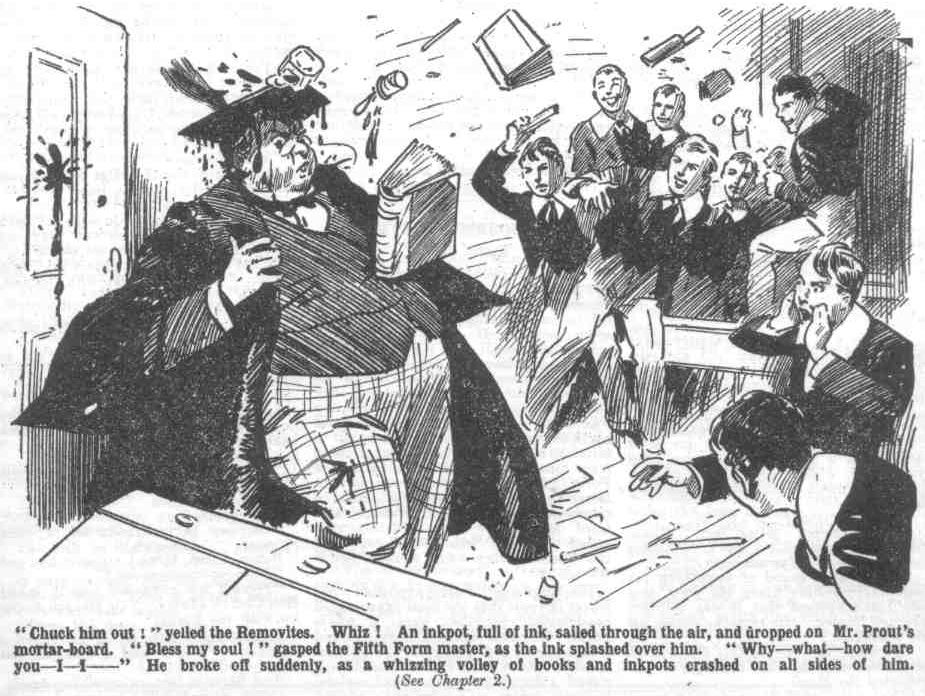 “ Chuck him out ! ” yelled the Removites. Whiz ! An inkpot, full of ink, sailed through the air, and dropped on Mr. Prout’s
mortar-board. “ Bless my soul ! ” gasped the Fifth Form master, as the ink splashed over him. “ Why—what—how dare
you—I—I—— ” He broke off suddenly, as a whizzing volley of books and inkpots crashed on all sides of him.
(See Chapter 2.)